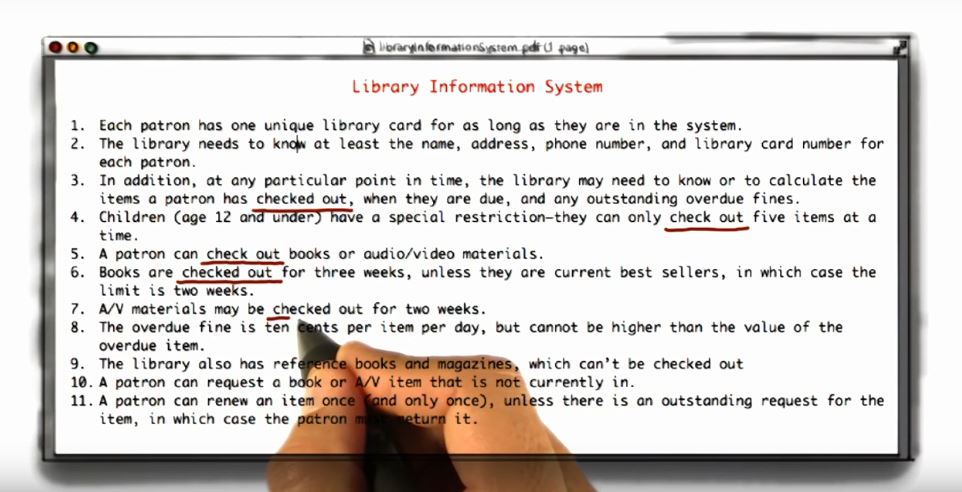 libraryInformationSystem.pdf (1 page)
Library Information System
1. Each patron has one unique library card for as long as they are in the system.
2. The library needs to know at least the name, address, phone number, and library card number for
each patron.
3. In addition, at any particular point in time, the library may need to know or to calculate the
items a patron has checked out, when they are due, and any outstanding overdue fines.
4. Children (age 12 and under) have a special restriction—they can only check out five items at a
time.
5. A patron can check out books or audio/video materials.
6. Books are checked out for three weeks, unless they are current best sellers, in which case the
limit is two weeks.
7. A/V materials may be checked out for two weeks.
8. The overdue fine is ten cents per item per day, but cannot be higher than the value of the
overdue item.
9. The library also has reference books and magazines, which can't be checked out
10. A patron can request a book or A/V item that is not currently in.
11. A patron can renew an item once (and only once), unless there is an outstanding request for the
item, in which case the patron must return it.